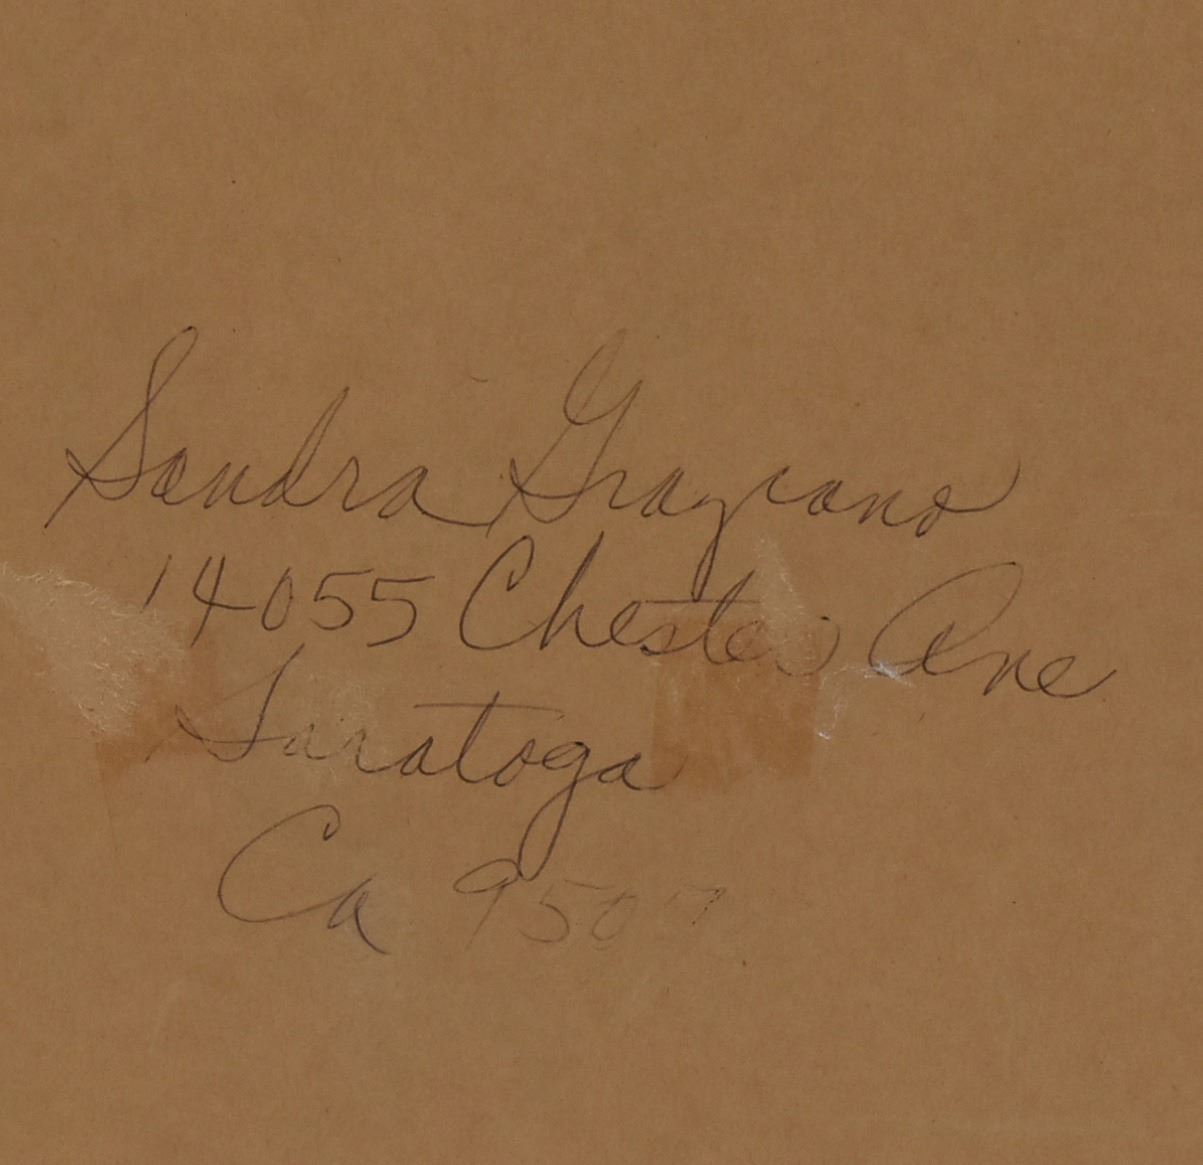 Sandra Graziano
14055 Chester Ave
Saratoga
Ca 9507